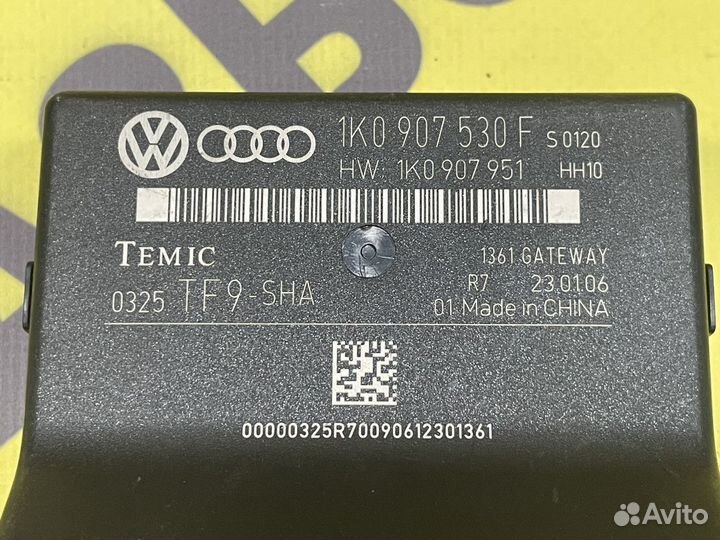 1K0 907 530 F S 0120
HW: 1K0 907 951 HH10
TEMIC
1361 GATEWAY
R7 23.01.06
0325 TF9-SHA
01 Made in CHINA
00000325R70090612301361
Avito